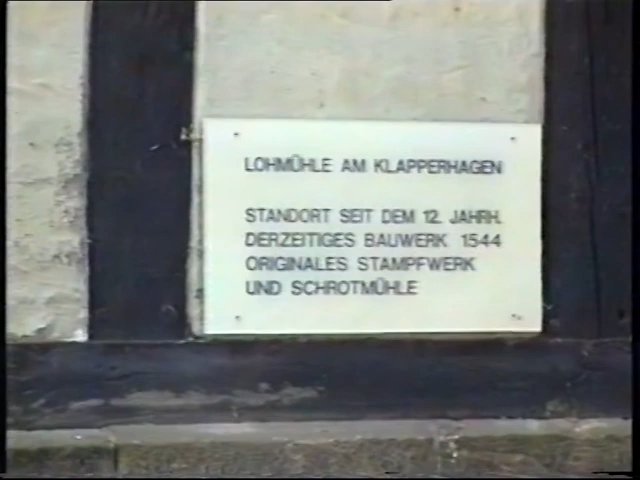 LOHMÜHLE AM KLAPPERHAGEN
STANDORT SEIT DEM 12. JAHRH.
DERZEITIGES BAUWERK 1544
ORIGINALES STAMPFWERK
UND SCHROTMÜHLE